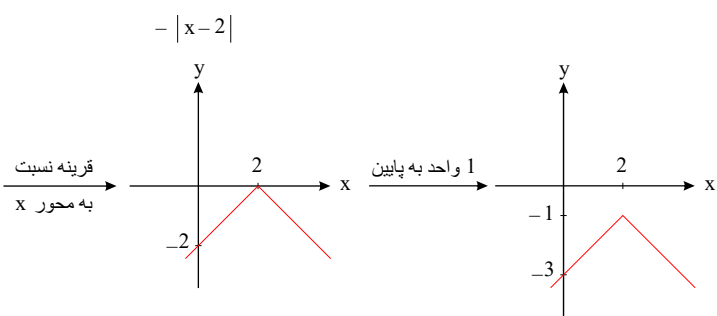 − |x − 2|
y
قرینه نسبت
به محور x
2
x
−2
1 واحد به پایین
y
2
x
−1
−3